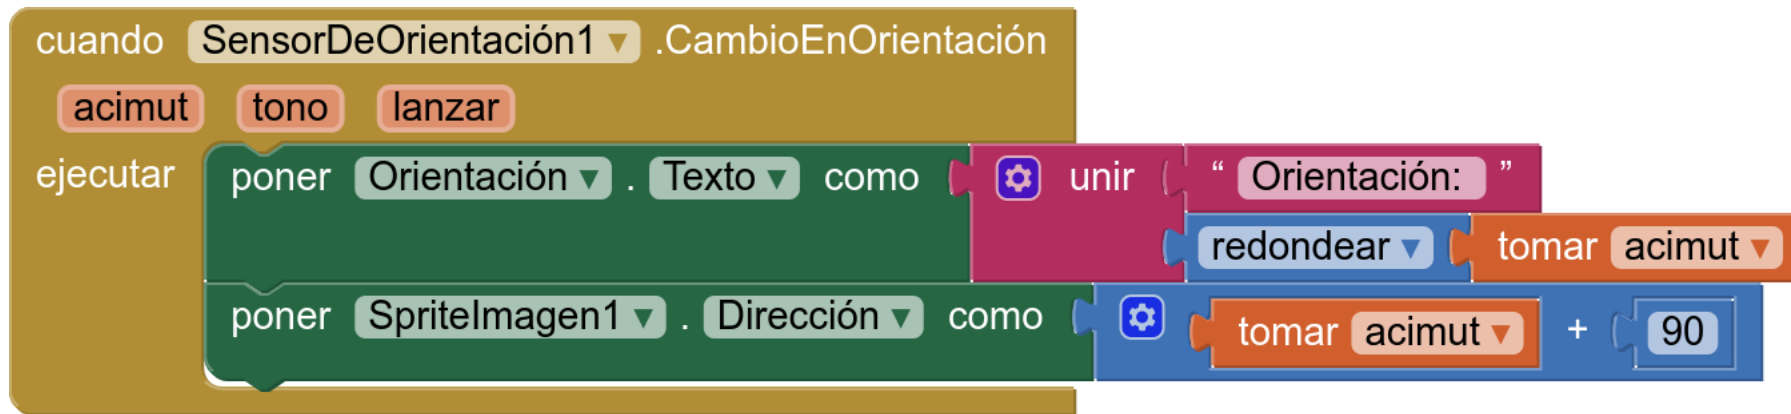 cuando SensorDeOrientación1 .CambioEnOrientación
acimut tono lanzar
ejecutar poner Orientación . Texto como unir “ Orientación: ”
redondear tomar acimut
poner SpriteImagen1 . Dirección como tomar acimut + 90